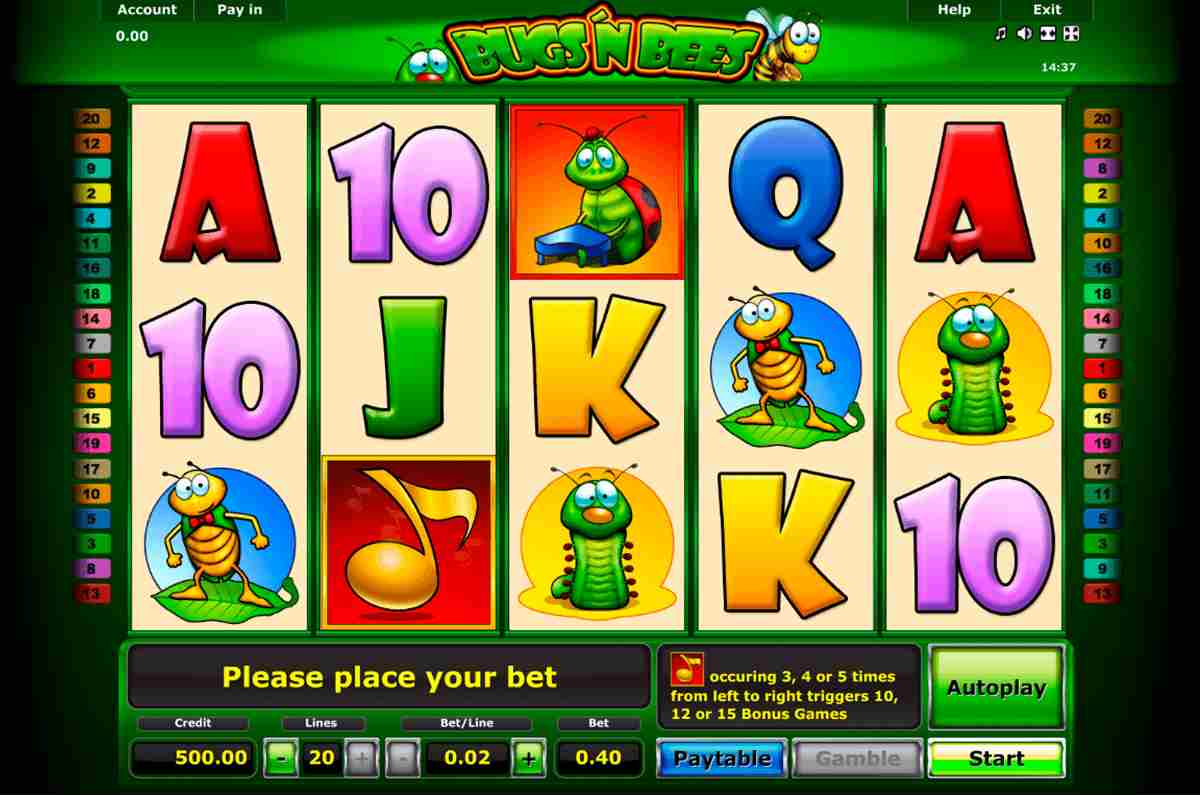 Account Pay in
Help Exit
0.00
BUGS 'N BEES
14:37
20 20
12 12
9 8
2 2
4 4
11 10
16 16
18 18
14 14
7 7
1 1
6 6
15 15
19 19
17 17
10 11
5 5
3 3
8 9
13 13
A 10 Q A
10 J K
K 10
Please place your bet
occuring 3, 4 or 5 times
from left to right triggers 10,
12 or 15 Bonus Games
Autoplay
Credit Lines Bet/Line Bet
500.00 - 20 + - 0.02 + 0.40
Paytable Gamble Start